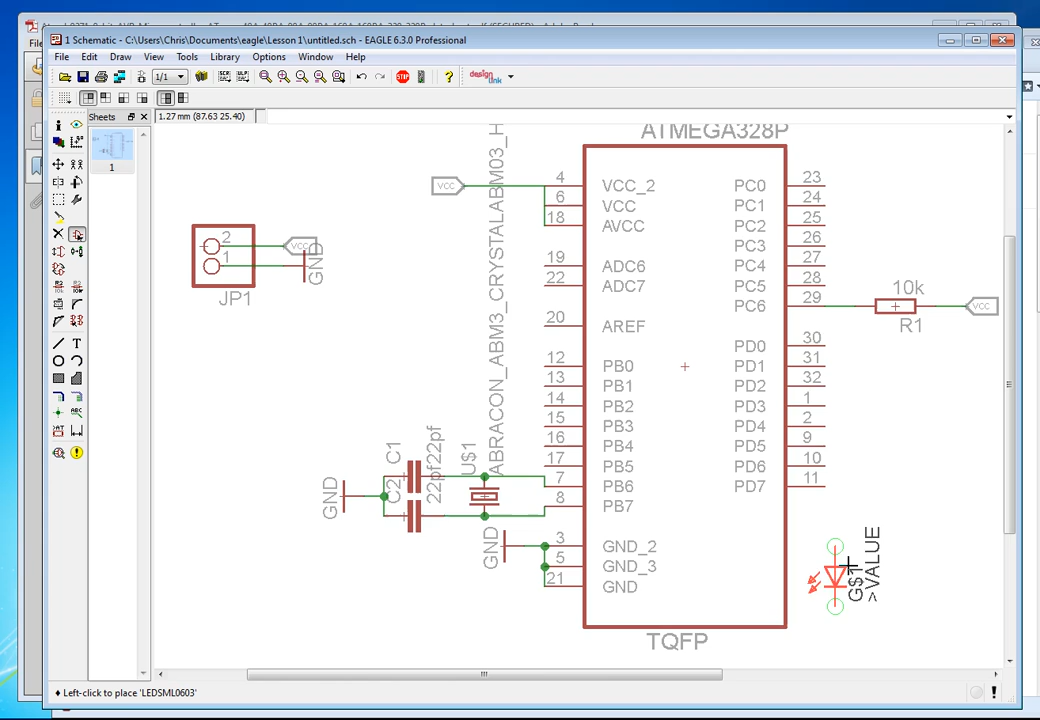 1 Schematic - C:\Users\Chris\Documents\eagle\Lesson 1\untitled.sch - EAGLE 6.3.0 Professional
File Edit Draw View Tools Library Options Window Help
1/1
design link
Sheets
1
1.27 mm (87.63 25.40)
ATMEGA328P
VCC
4 VCC_2
6 VCC
18 AVCC
19 ADC6
22 ADC7
20 AREF
12 PB0
13 PB1
14 PB2
15 PB3
16 PB4
17 PB5
7 PB6
8 PB7
3 GND_2
5 GND_3
21 GND
PC0 23
PC1 24
PC2 25
PC3 26
PC4 27
PC5 28
PC6 29
PD0 30
PD1 31
PD2 32
PD3 1
PD4 2
PD5 9
PD6 10
PD7 11
TQFP
10k
R1
VCC
2
1
VCC
GND
JP1
ABRACON_ABM3_CRYSTALABM03_H
U$1
C1
22pf
C2
22pf
GND
GND
G$1
>VALUE
Left-click to place 'LEDSML0603'